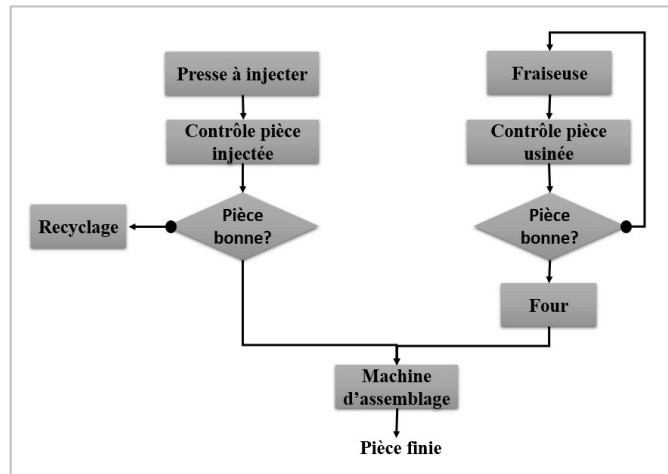 Presse à injecter
Contrôle pièce
injectée
Pièce
bonne?
Recyclage
Fraiseuse
Contrôle pièce
usinée
Pièce
bonne?
Four
Machine
d'assemblage
Pièce finie